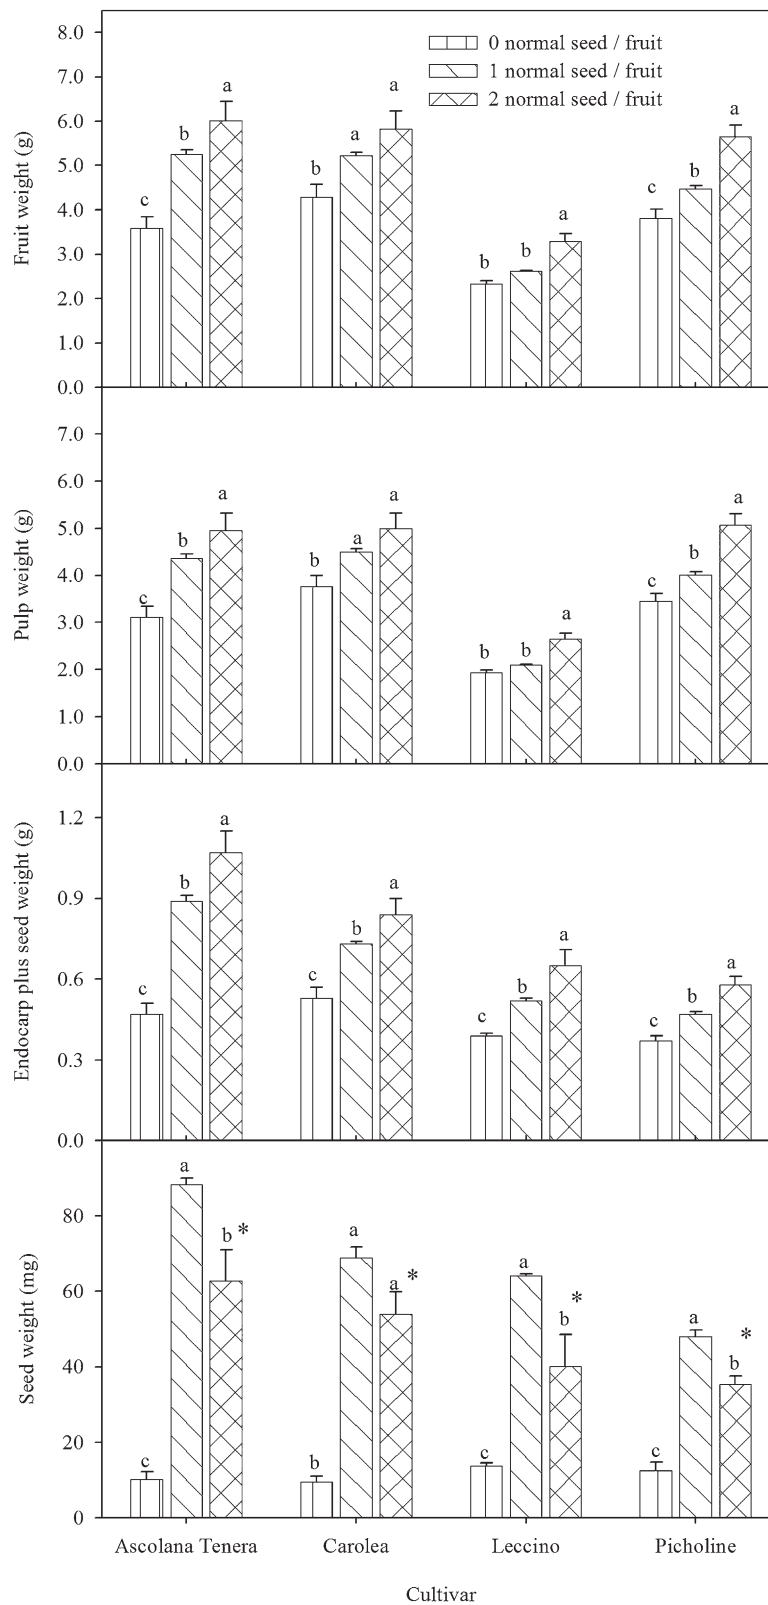 8.0
0 normal seed / fruit
7.0
1 normal seed / fruit
a
a
2 normal seed / fruit
a
6.0
b
a
5.0
b
b
Fruit weight (g)
c
c
4.0
a
3.0
b
b
2.0
1.0
0.0
7.0
6.0
a
a
a
5.0
b
a
b
b
Pulp weight (g)
4.0
c
c
a
3.0
b
b
2.0
1.0
0.0
1.2
a
b
a
0.9
b
a
a
Endocarp plus seed weight (g)
c
c
b
b
0.6
c
c
0.3
0.0
a
80
b *
a
a
a *
*
60
b
a
*
Seed weight (mg)
40
b
20
c
b
c
c
0
Ascolana Tenera Carolea Leccino Picholine
Cultivar